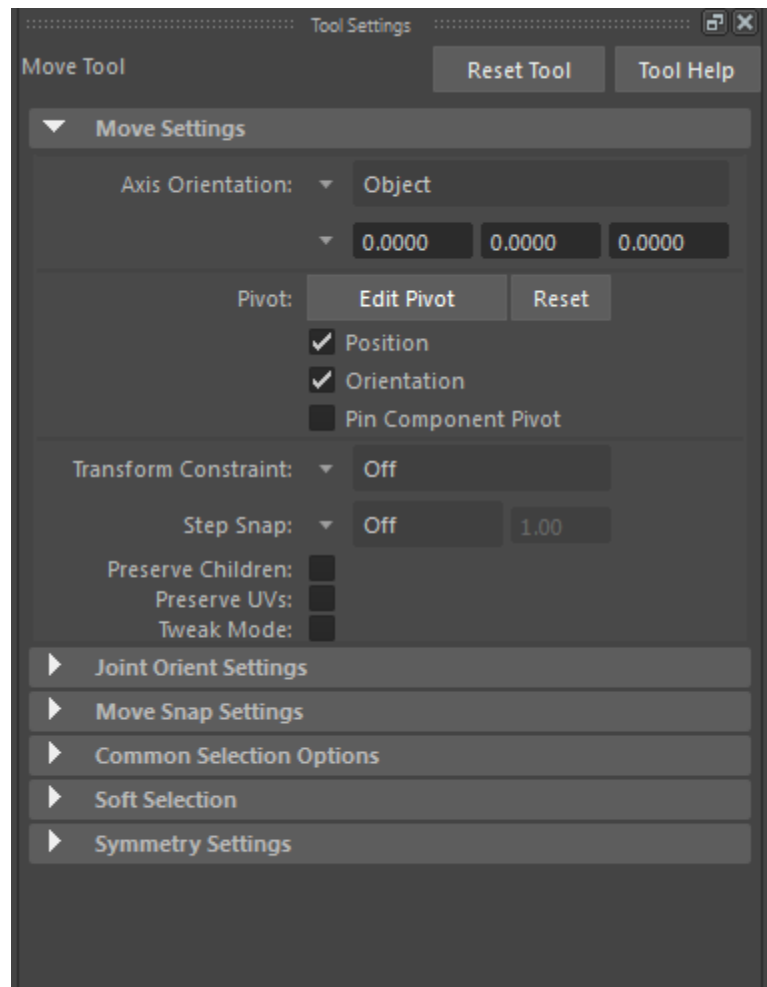 Tool Settings
Move Tool Reset Tool Tool Help
Move Settings
Axis Orientation: Object
0.0000 0.0000 0.0000
Pivot: Edit Pivot Reset
Position
Orientation
Pin Component Pivot
Transform Constraint: Off
Step Snap: Off 1.00
Preserve Children:
Preserve UVs:
Tweak Mode:
Joint Orient Settings
Move Snap Settings
Common Selection Options
Soft Selection
Symmetry Settings